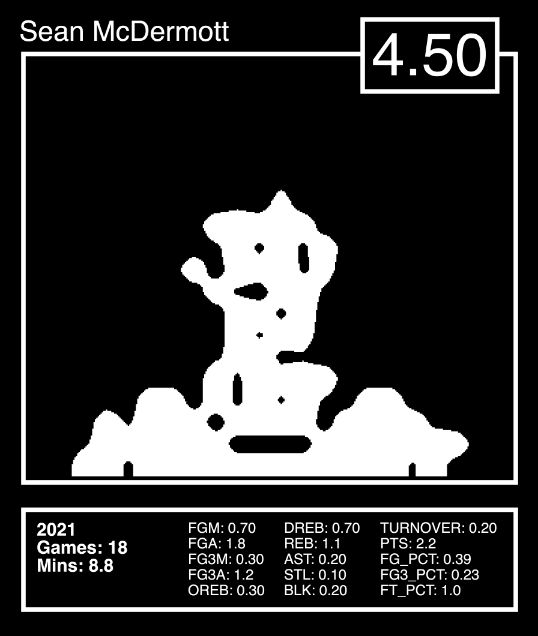 Sean McDermott
4.50
2021
Games: 18
Mins: 8.8
FGM: 0.70
FGA: 1.8
FG3M: 0.30
FG3A: 1.2
OREB: 0.30
DREB: 0.70
REB: 1.1
AST: 0.20
STL: 0.10
BLK: 0.20
TURNOVER: 0.20
PTS: 2.2
FG_PCT: 0.39
FG3_PCT: 0.23
FT_PCT: 1.0